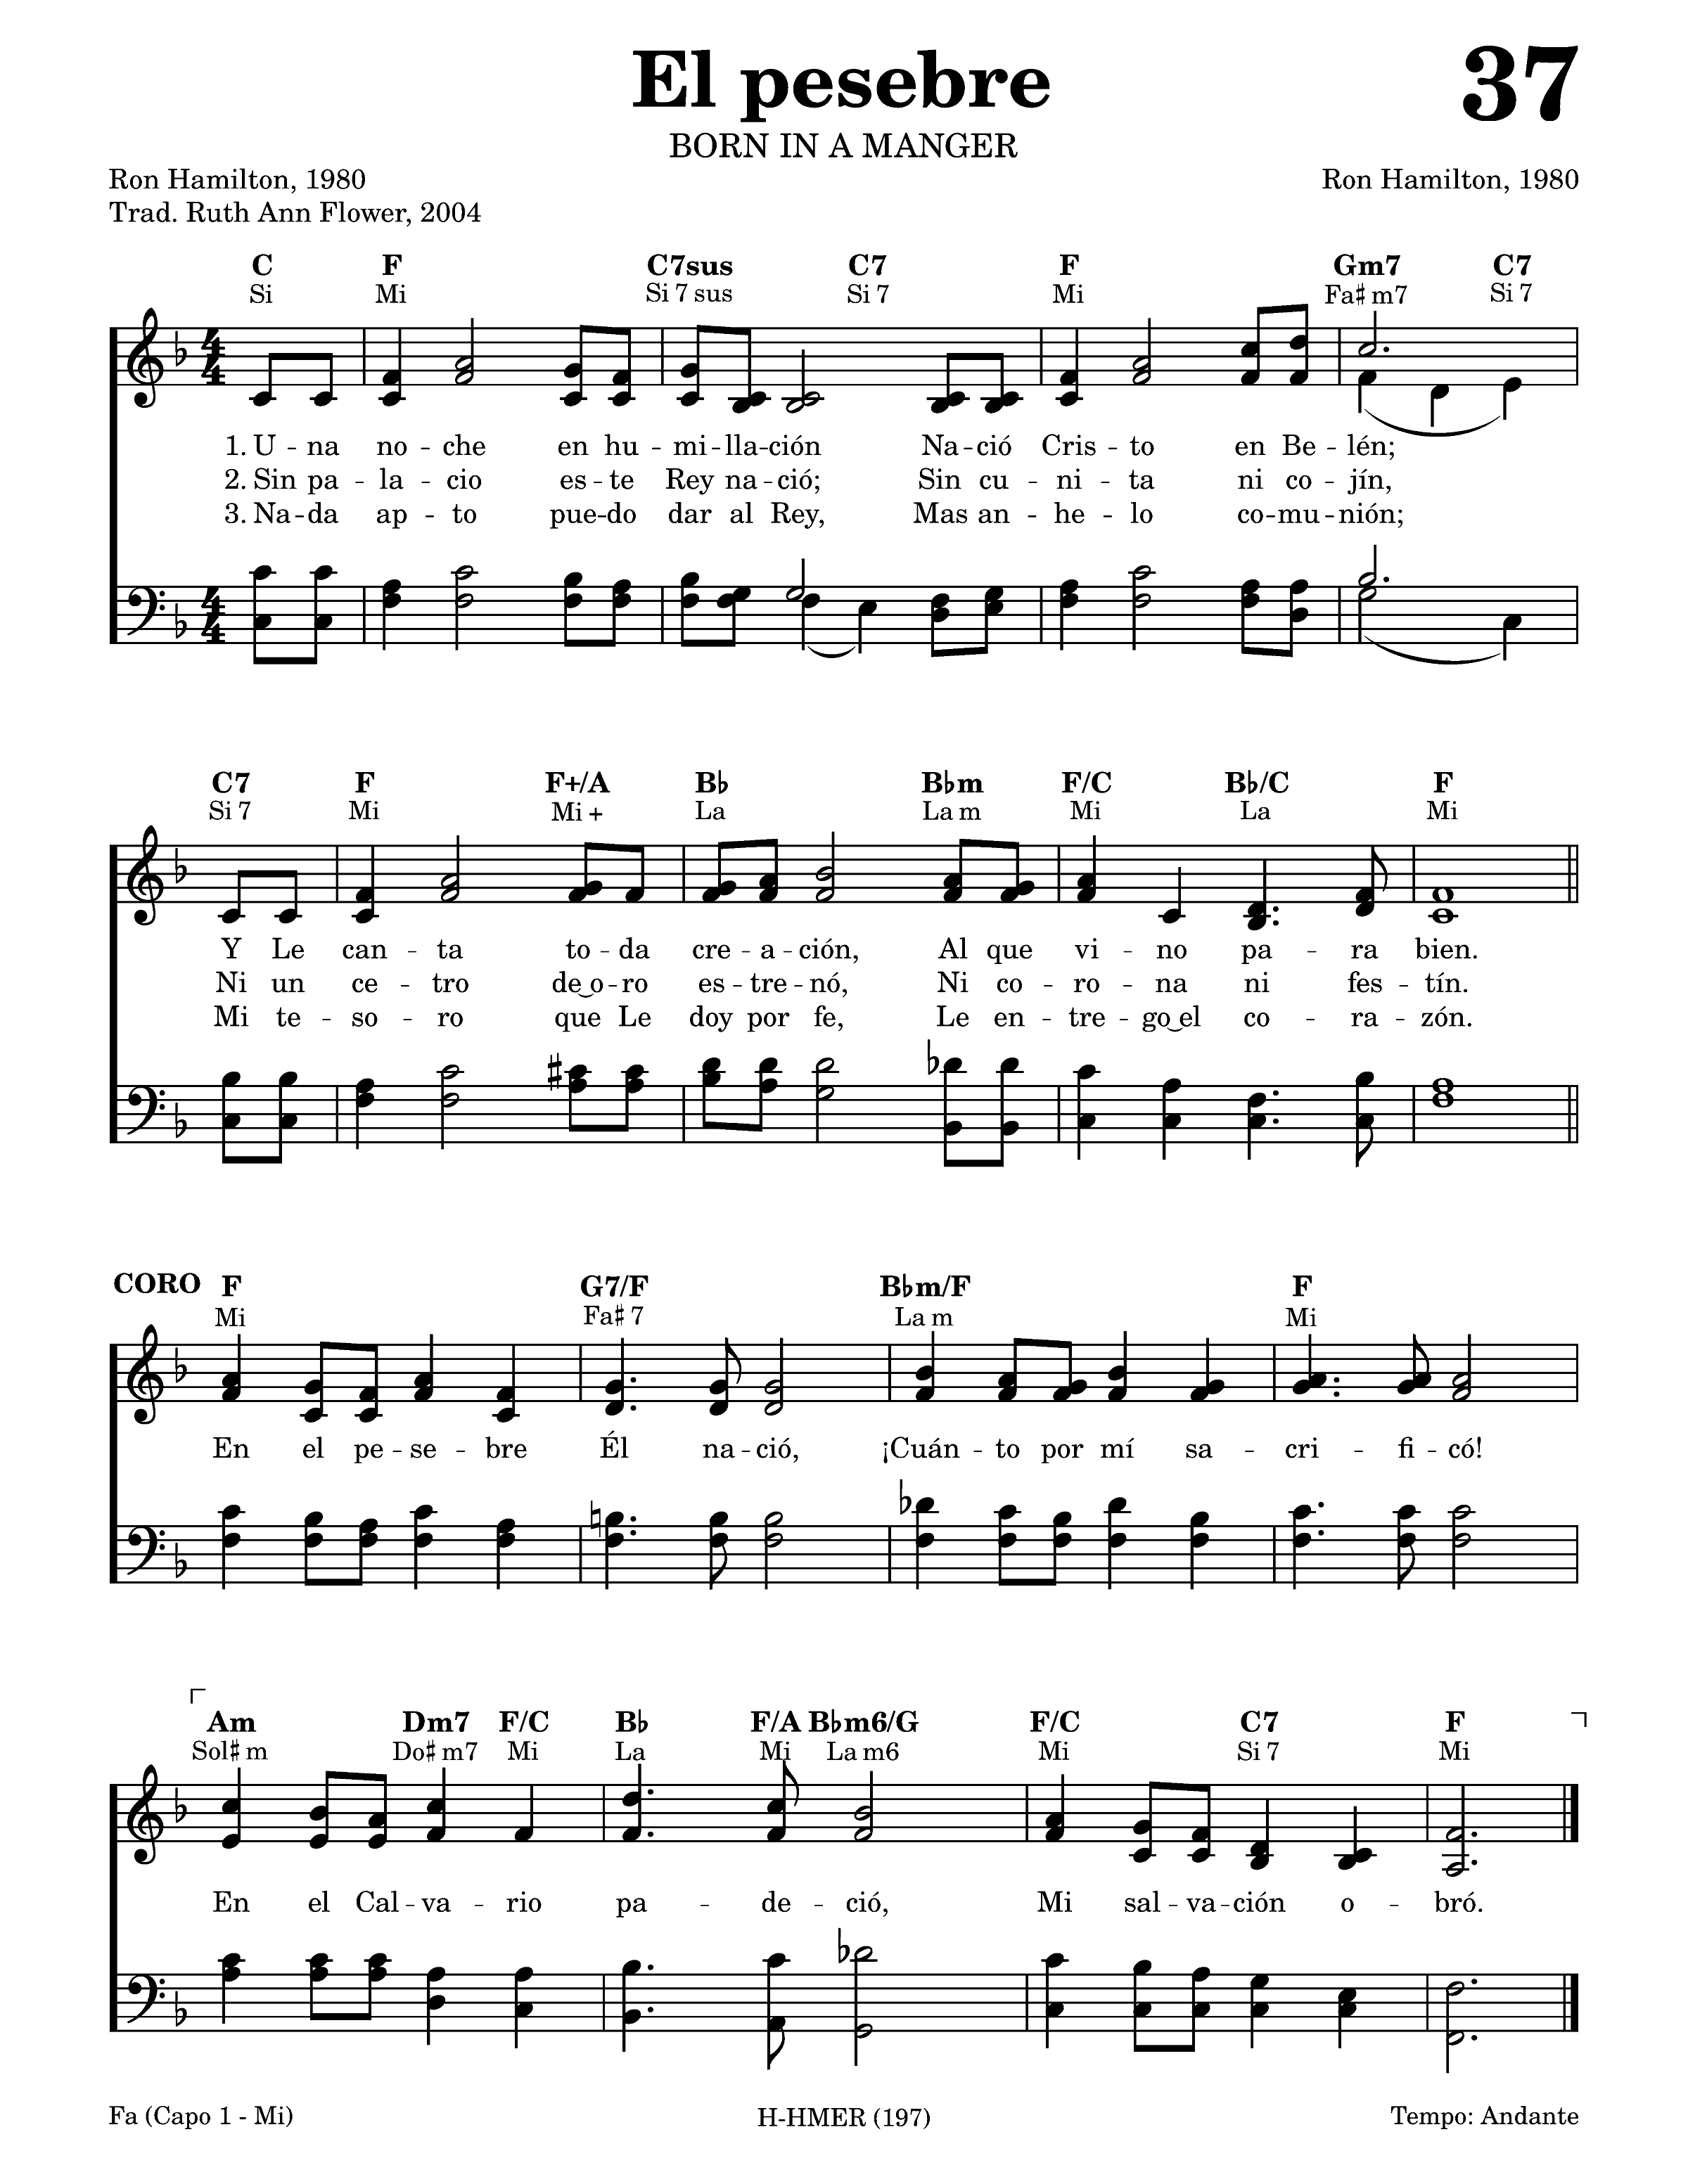 El pesebre
37
BORN IN A MANGER
Ron Hamilton, 1980
Ron Hamilton, 1980
Trad. Ruth Ann Flower, 2004
C F C7sus C7 F Gm7 C7
Si Mi Si 7 sus Si 7 Mi Fa♯ m7 Si 7
1. U -- na no -- che en hu -- mi -- lla -- ción Na -- ció Cris -- to en Be -- lén;
2. Sin pa -- la -- cio es -- te Rey na -- ció; Sin cu -- ni -- ta ni co -- jín,
3. Na -- da ap -- to pue -- do dar al Rey, Mas an -- he -- lo co -- mu -- nión;
C7 F F+/A B♭ B♭m F/C B♭/C F
Si 7 Mi Mi + La La m Mi La Mi
Y Le can -- ta to -- da cre -- a -- ción, Al que vi -- no pa -- ra bien.
Ni un ce -- tro de‿o -- ro es -- tre -- nó, Ni co -- ro -- na ni fes -- tín.
Mi te -- so -- ro que Le doy por fe, Le en -- tre -- go‿el co -- ra -- zón.
CORO F G7/F B♭m/F F
Mi Fa♯ 7 La m Mi
En el pe -- se -- bre Él na -- ció, ¡Cuán -- to por mí sa -- cri -- fi -- có!
Am Dm7 F/C B♭ F/A B♭m6/G F/C C7 F
Sol♯ m Do♯ m7 Mi La Mi La m6 Mi Si 7 Mi
En el Cal -- va -- rio pa -- de -- ció, Mi sal -- va -- ción o -- bró.
Fa (Capo 1 - Mi)
H-HMER (197)
Tempo: Andante